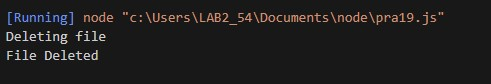 [Running] node "c:\Users\LAB2_54\Documents\node\pra19.js"
Deleting file
File Deleted